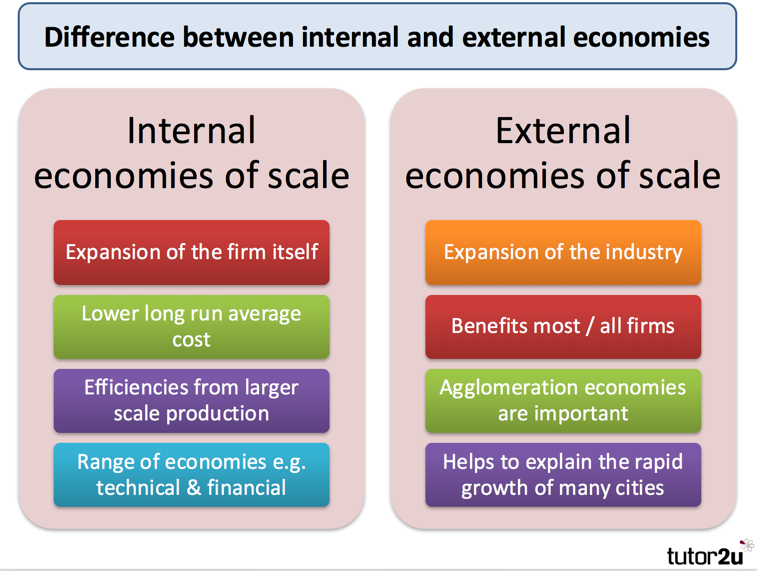 Difference between internal and external economies
Internal
economies of scale
Expansion of the firm itself
Lower long run average
cost
Efficiencies from larger
scale production
Range of economies e.g.
technical & financial
External
economies of scale
Expansion of the industry
Benefits most / all firms
Agglomeration economies
are important
Helps to explain the rapid
growth of many cities
tutor2u